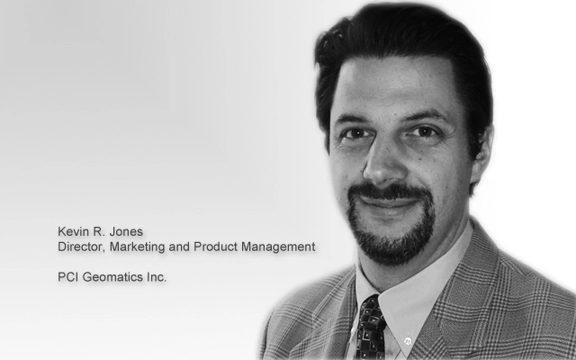 Kevin R. Jones
Director, Marketing and Product Management
PCI Geomatics Inc.